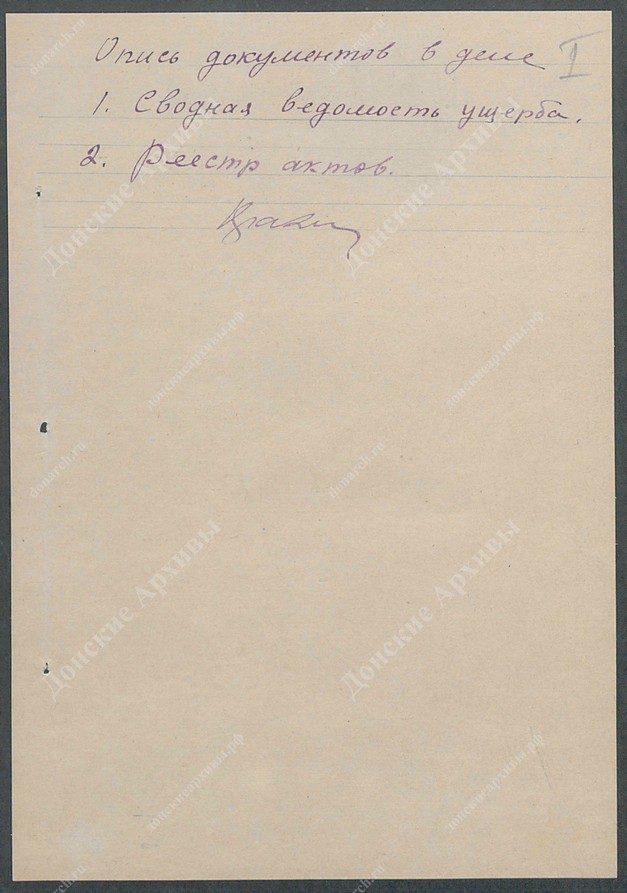 Опись документов в деле I
1. Сводная ведомость ущерба.
2. Реестр актов.